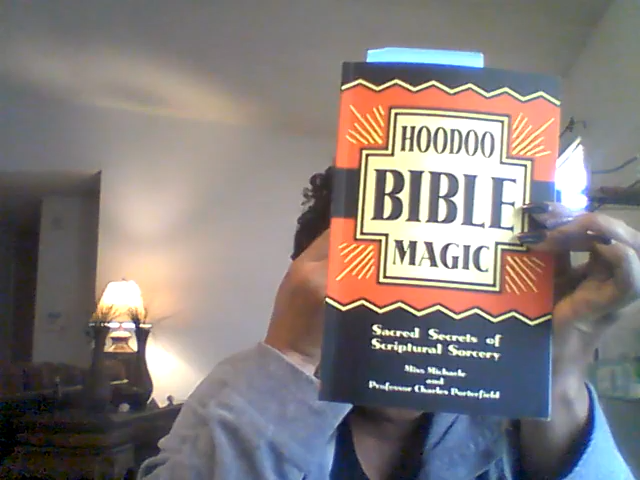 HOODOO
BIBLE
MAGIC
Sacred Secrets of
Scriptural Sorcery
Miss Michaele
and
Professor Charles Porterfield